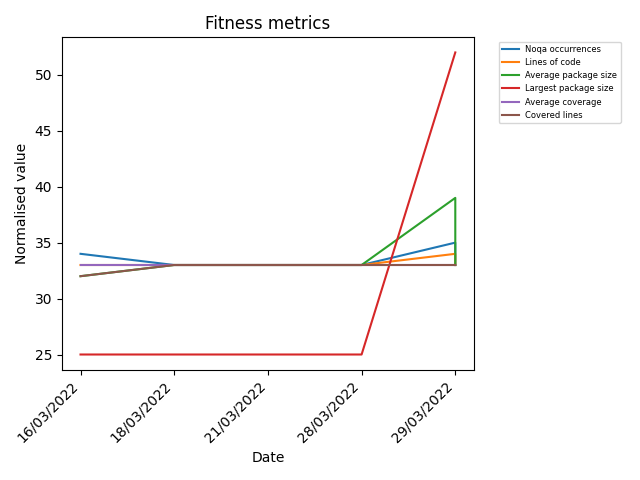 Fitness metrics
Noqa occurrences
Lines of code
Average package size
Largest package size
Average coverage
Covered lines
Normalised value
50
45
40
35
30
25
16/03/2022
18/03/2022
21/03/2022
28/03/2022
29/03/2022
Date